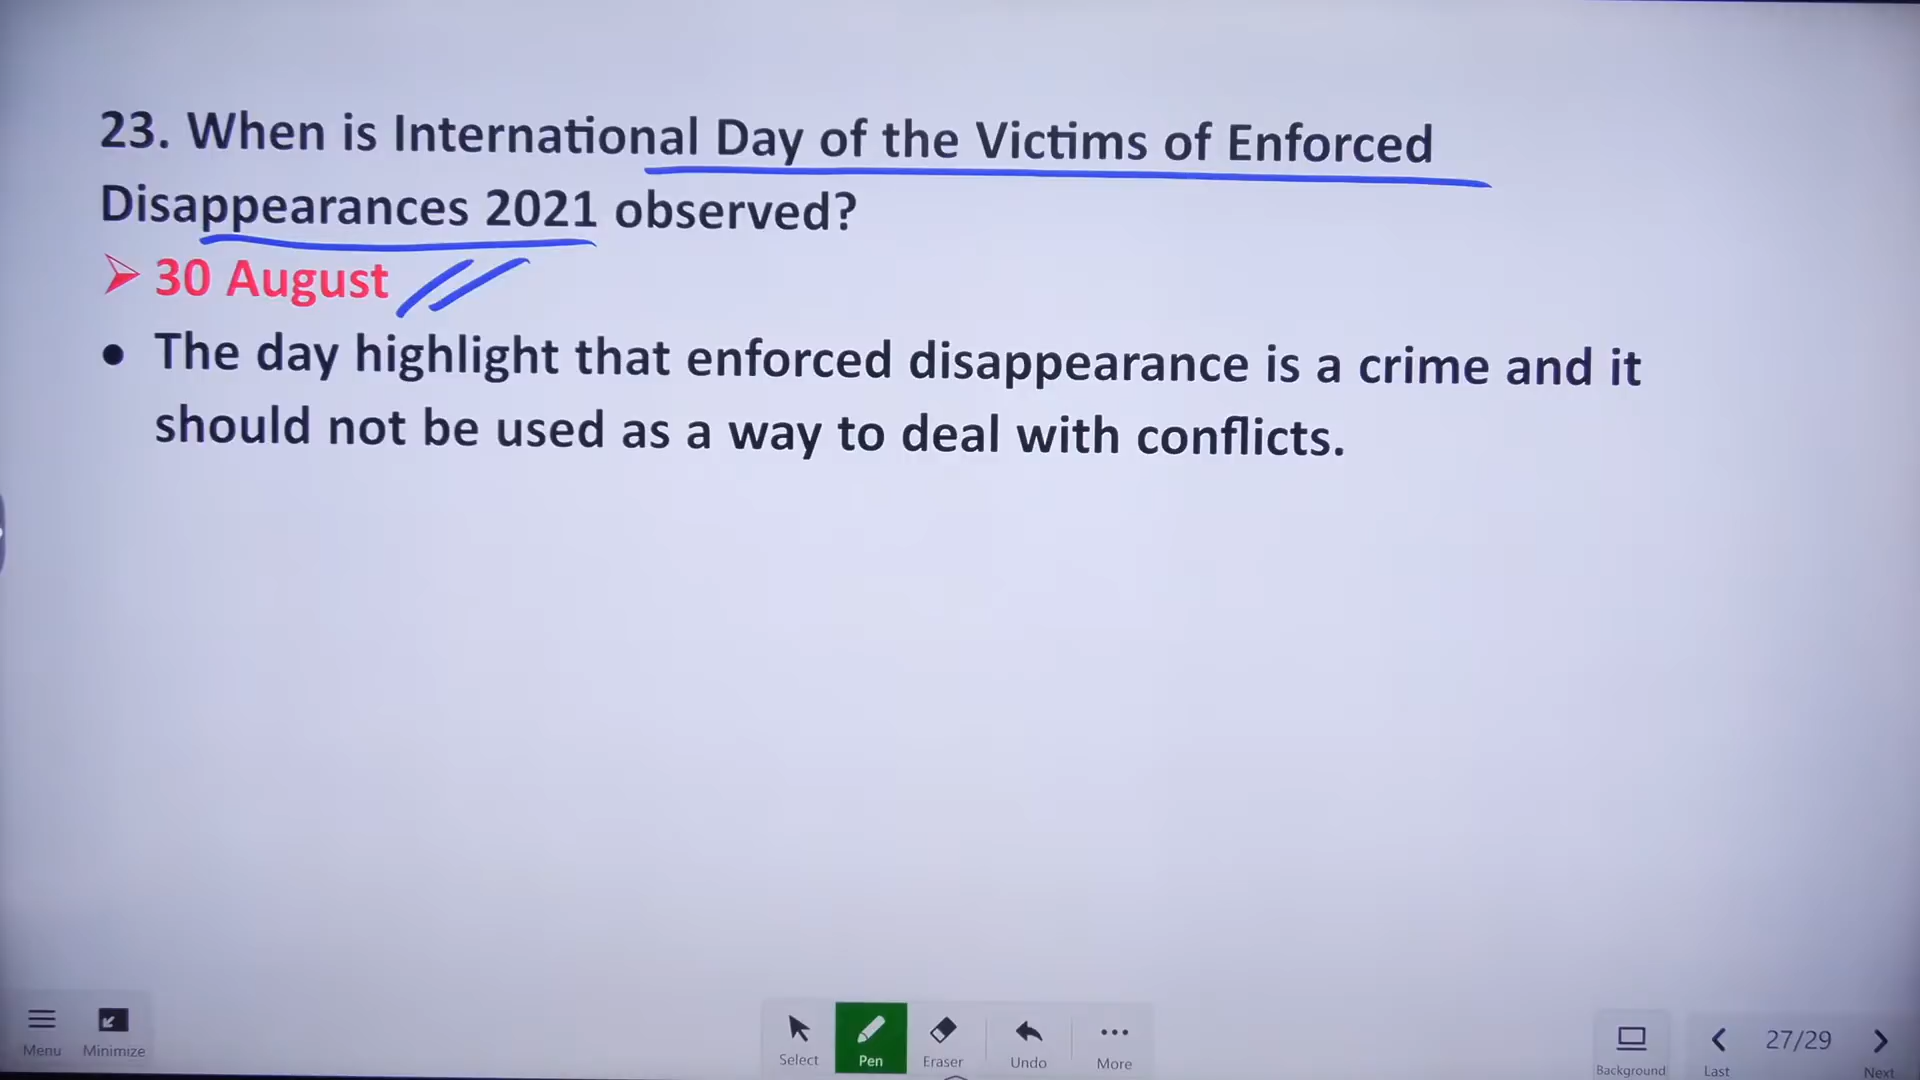 23. When is International Day of the Victims of Enforced
Disappearances 2021 observed?
30 August
The day highlight that enforced disappearance is a crime and it
should not be used as a way to deal with conflicts.
Menu
Minimize
Select
Pen
Eraser
Undo
More
Background
Last
27/29
Next